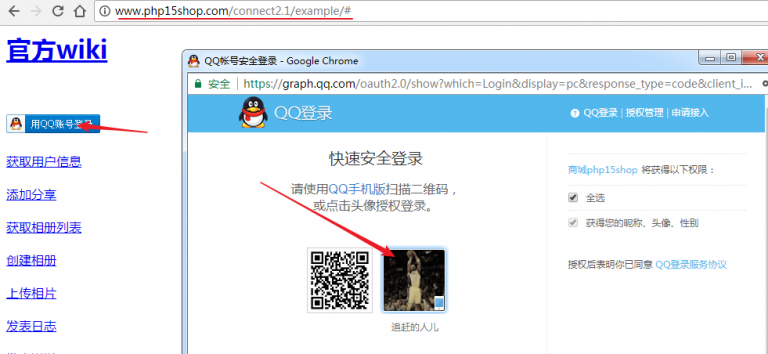 www.php15shop.com/connect2.1/example/#
官方wiki
用QQ账号登录
获取用户信息
添加分享
获取相册列表
创建相册
上传相片
发表日志
QQ帐号安全登录 - Google Chrome
安全 | https://graph.qq.com/oauth2.0/show?which=Login&display=pc&response_type=code&client_i...
QQ登录
QQ登录 | 授权管理 | 申请接入
快速安全登录
请使用QQ手机版扫描二维码，
或点击头像授权登录。
追赶的人儿
商城php15shop 将获得以下权限：
全选
获得您的昵称、头像、性别
授权后表明你已同意 QQ登录服务协议